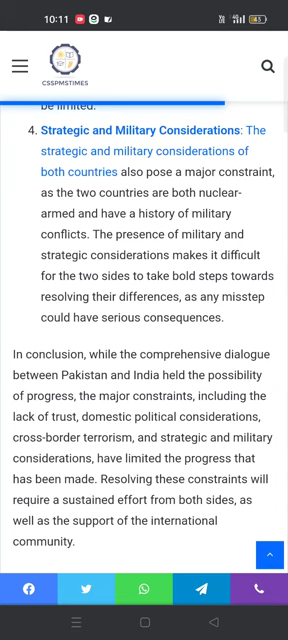 10:11
43
CSSPMSTIMES
be limited.
4. Strategic and Military Considerations: The
strategic and military considerations of
both countries also pose a major constraint,
as the two countries are both nuclear-
armed and have a history of military
conflicts. The presence of military and
strategic considerations makes it difficult
for the two sides to take bold steps towards
resolving their differences, as any misstep
could have serious consequences.
In conclusion, while the comprehensive dialogue
between Pakistan and India held the possibility
of progress, the major constraints, including the
lack of trust, domestic political considerations,
cross-border terrorism, and strategic and military
considerations, have limited the progress that
has been made. Resolving these constraints will
require a sustained effort from both sides, as
well as the support of the international
community.